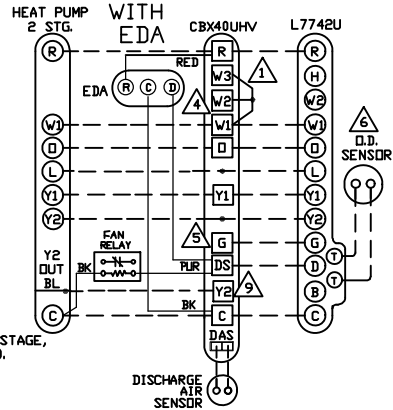 HEAT PUMP
2 STG.
WITH
EDA
CBX40UHV
L7742U
R
R
R
RED
EDA
R
C
D
W3
1
H
W2
4
W2
W1
W1
W1
6
O
O
O
O.D.
SENSOR
L
L
Y1
Y1
Y1
Y2
Y2
5
FAN
RELAY
G
G
T
Y2
OUT
BL
BK
PUR
DS
D
T
Y2
9
B
BK
C
C
C
STAGE,
DAS
DISCHARGE
AIR
SENSOR